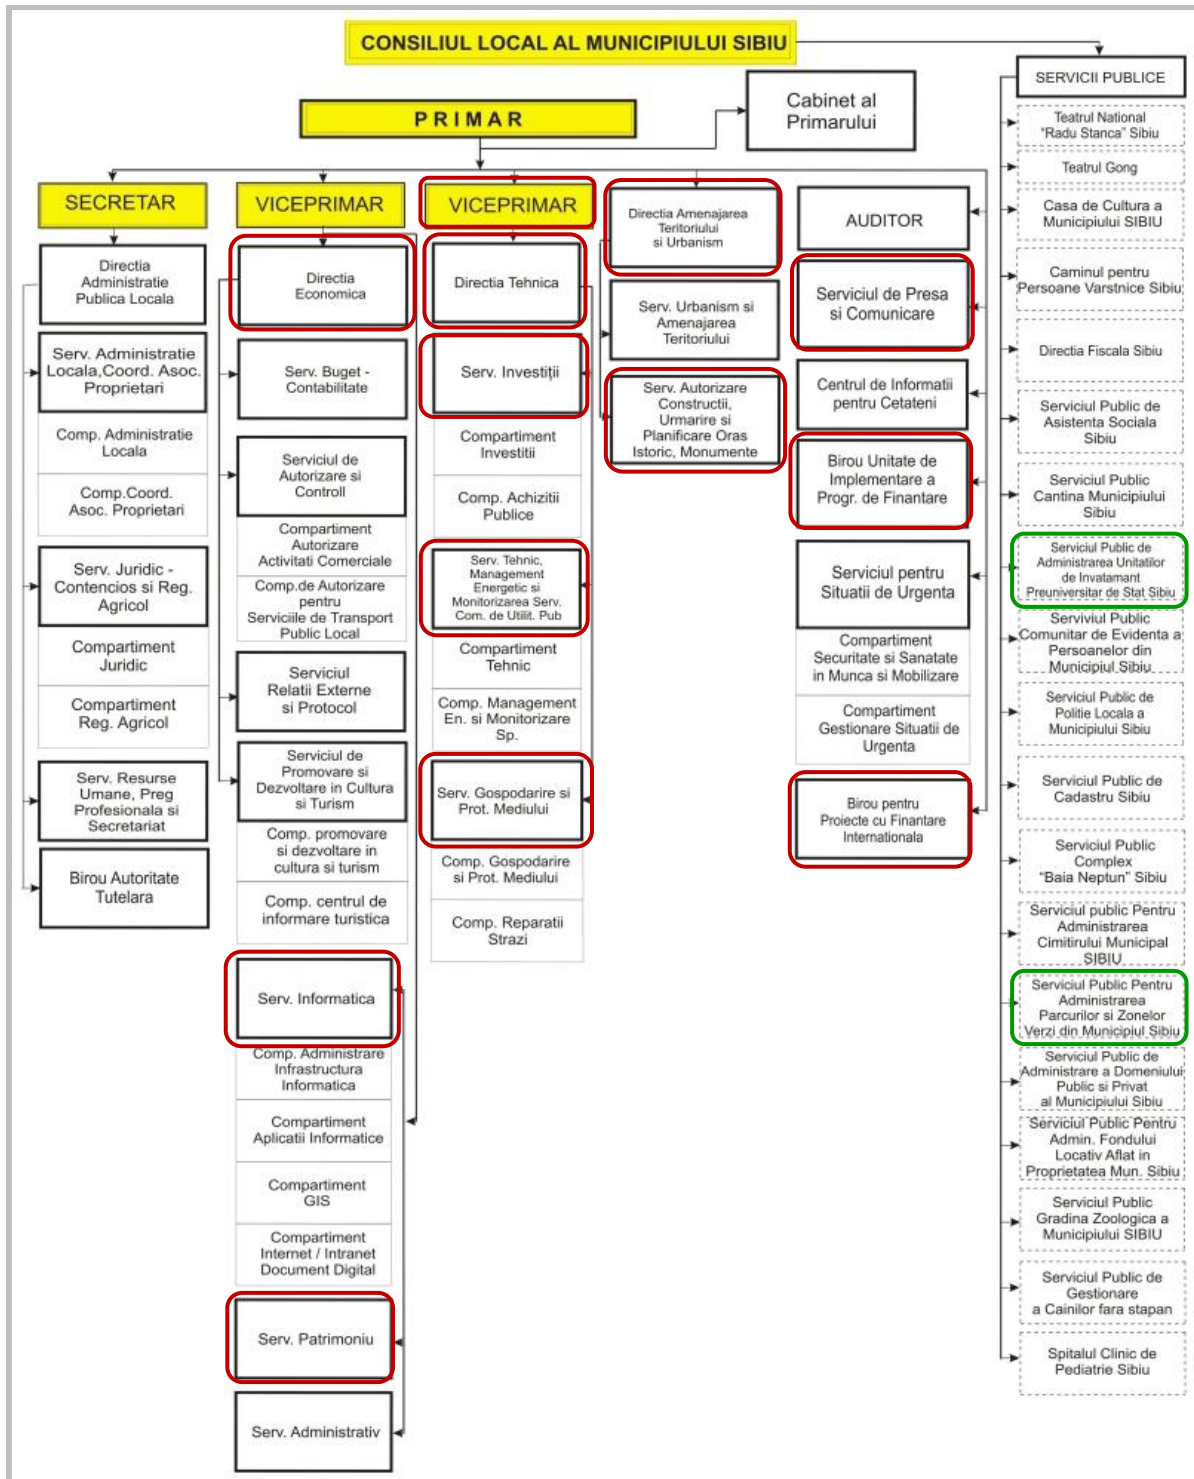 CONSILIUL LOCAL AL MUNICIPIULUI SIBIU
PRIMAR
Cabinet al
Primarului
SECRETAR
Directia
Administratie
Publica Locala
Serv. Administratie
Locala,Coord. Asoc.
Proprietari
Comp. Administratie
Locala
Comp.Coord.
Asoc. Proprietari
Serv. Juridic -
Contencios si Reg.
Agricol
Compartiment
Juridic
Compartiment
Reg. Agricol
Serv. Resurse
Umane, Preg
Profesionala si
Secretariat
Birou Autoritate
Tutelara
VICEPRIMAR
Directia
Economica
Serv. Buget -
Contabilitate
Serviciul de
Autorizare si
Controll
Compartiment
Autorizare
Activitati Comerciale
Comp.de Autorizare
pentru
Serviciile de Transport
Public Local
Serviciul
Relatii Externe
si Protocol
Serviciul de
Promovare si
Dezvoltare in Cultura
si Turism
Comp. promovare
si dezvoltare in
cultura si turism
Comp. centrul de
informare turistica
Serv. Informatica
Comp. Administrare
Infrastructura
Informatica
Compartiment
Aplicatii Informatice
Compartiment
GIS
Compartiment
Internet / Intranet
Document Digital
Serv. Patrimoniu
Serv. Administrativ
VICEPRIMAR
Directia Tehnica
Serv. Investiții
Compartiment
Investitii
Comp. Achizitii
Publice
Serv. Tehnic,
Management
Energetic si
Monitorizarea Serv.
Com. de Utilit. Pub
Compartiment
Tehnic
Comp. Management
En. si Monitorizare
Sp.
Serv. Gospodarire si
Prot. Mediului
Comp. Gospodarire
si Prot. Mediului
Comp. Reparatii
Strazi
Directia Amenajarea
Teritoriului
si Urbanism
Serv. Urbanism si
Amenajarea
Teritoriului
Serv. Autorizare
Constructii,
Urmarire si
Planificare Oras
Istoric, Monumente
AUDITOR
Serviciul de Presa
si Comunicare
Centrul de Informatii
pentru Cetateni
Birou Unitate de
Implementare a
Progr. de Finantare
Serviciul pentru
Situatii de Urgenta
Compartiment
Securitate si Sanatate
in Munca si Mobilizare
Compartiment
Gestionare Situatii de
Urgenta
Birou pentru
Proiecte cu Finantare
Internationala
SERVICII PUBLICE
Teatrul National
"Radu Stanca" Sibiu
Teatrul Gong
Casa de Cultura a
Municipiului SIBIU
Caminul pentru
Persoane Varstnice Sibiu
Directia Fiscala Sibiu
Serviciul Public de
Asistenta Sociala
Sibiu
Serviciul Public
Cantina Municipiului
Sibiu
Serviciul Public de
Administrarea Unitatilor
de Invatamant
Preuniversitar de Stat Sibiu
Serviviul Public
Comunitar de Evidenta a
Persoanelor din
Municipiul Sibiu
Serviciul Public de
Politie Locala a
Municipiului Sibiu
Serviciul Public de
Cadastru Sibiu
Serviciul Public
Complex
"Baia Neptun" Sibiu
Serviciul public Pentru
Administrarea
Cimitirului Municipal
SIBIU
Serviciul Public Pentru
Administrarea
Parcurilor si Zonelor
Verzi din Municipiul Sibiu
Serviciul Public de
Administrare a Domeniului
Public si Privat
al Municipiului Sibiu
Serviciul Public Pentru
Admin. Fondului
Locativ Aflat in
Proprietatea Mun. Sibiu
Serviciul Public
Gradina Zoologica a
Municipiului SIBIU
Serviciul Public de
Gestionare
a Cainilor fara stapan
Spitalul Clinic de
Pediatrie Sibiu